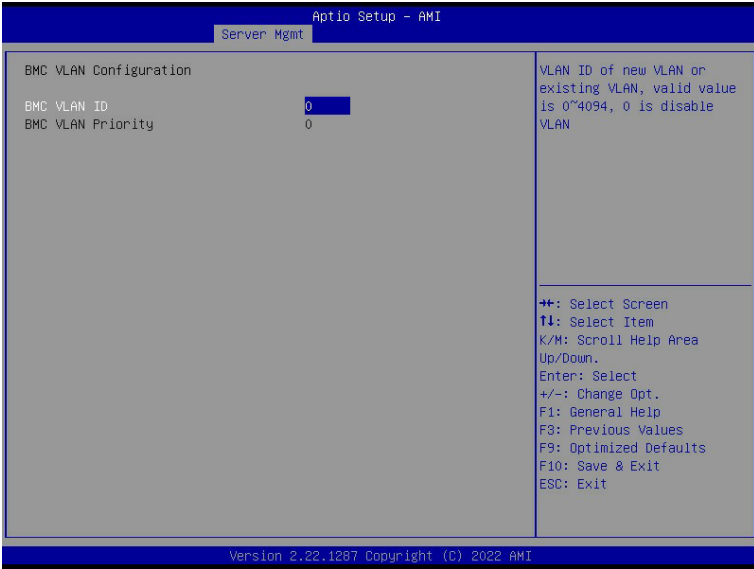 Aptio Setup - AMI
Server Mgmt
BMC VLAN Configuration
BMC VLAN ID 0
BMC VLAN Priority 0
VLAN ID of new VLAN or
existing VLAN, valid value
is 0~4094, 0 is disable
VLAN
→←: Select Screen
↑↓: Select Item
K/M: Scroll Help Area
Up/Down.
Enter: Select
+/-: Change Opt.
F1: General Help
F3: Previous Values
F9: Optimized Defaults
F10: Save & Exit
ESC: Exit
Version 2.22.1287 Copyright (C) 2022 AMI